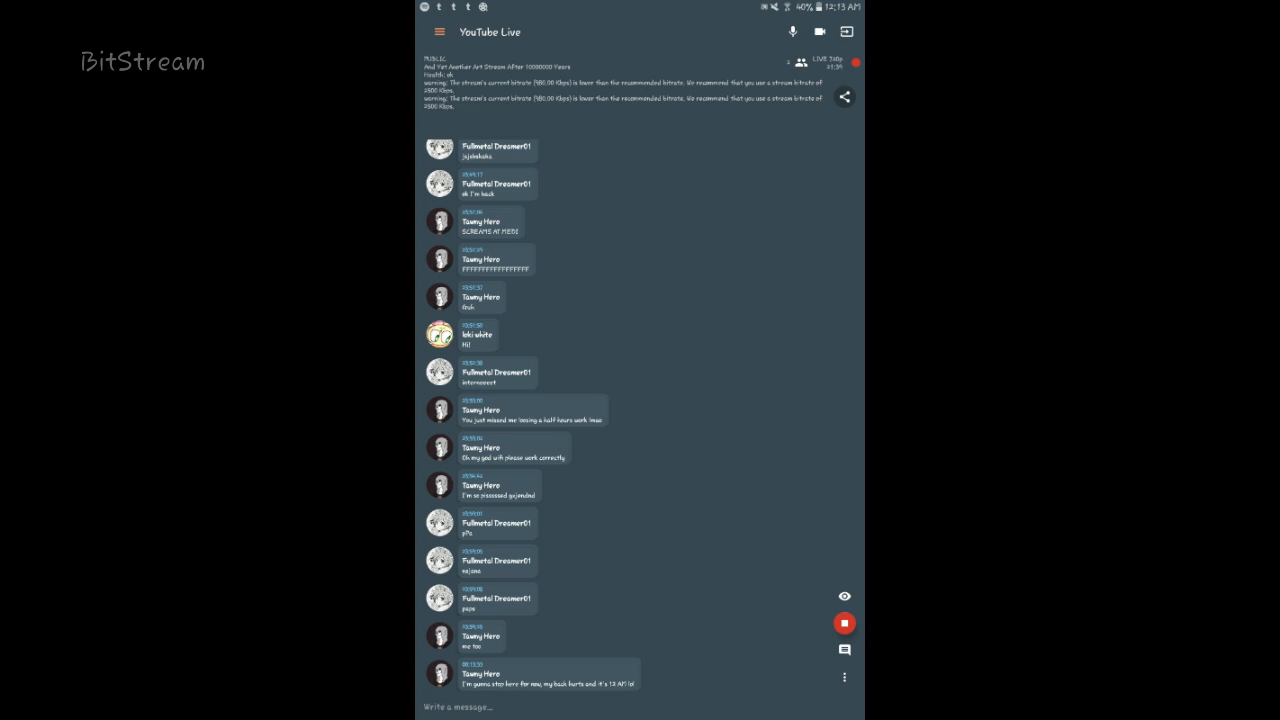 40% 12:13 AM
YouTube Live
BitStream
PUBLIC
And Yet Another Art Stream After 10000000 Years
LIVE 720p
Health: ok
warning: The stream's current bitrate (980.00 Kbps) is lower than the recommended bitrate. We recommend that you use a stream bitrate of
2500 Kbps.
warning: The stream's current bitrate (980.00 Kbps) is lower than the recommended bitrate. We recommend that you use a stream bitrate of
2500 Kbps.
Fullmetal Dreamer01
Fullmetal Dreamer01
ok I'm back
Tawny Hero
SCREAMS AT MEDI
Tawny Hero
FFFFFFFFFFFFFFFFF
Tawny Hero
loki white
Hi!
Fullmetal Dreamer01
Tawny Hero
You just missed me loosing a half hours work lmao
Tawny Hero
Oh my god wifi please work correctly
Tawny Hero
Fullmetal Dreamer01
Fullmetal Dreamer01
Fullmetal Dreamer01
Tawny Hero
me too
Tawny Hero
I'm gunna stop here for now, my back hurts and it's 12 AM lol
Write a message...